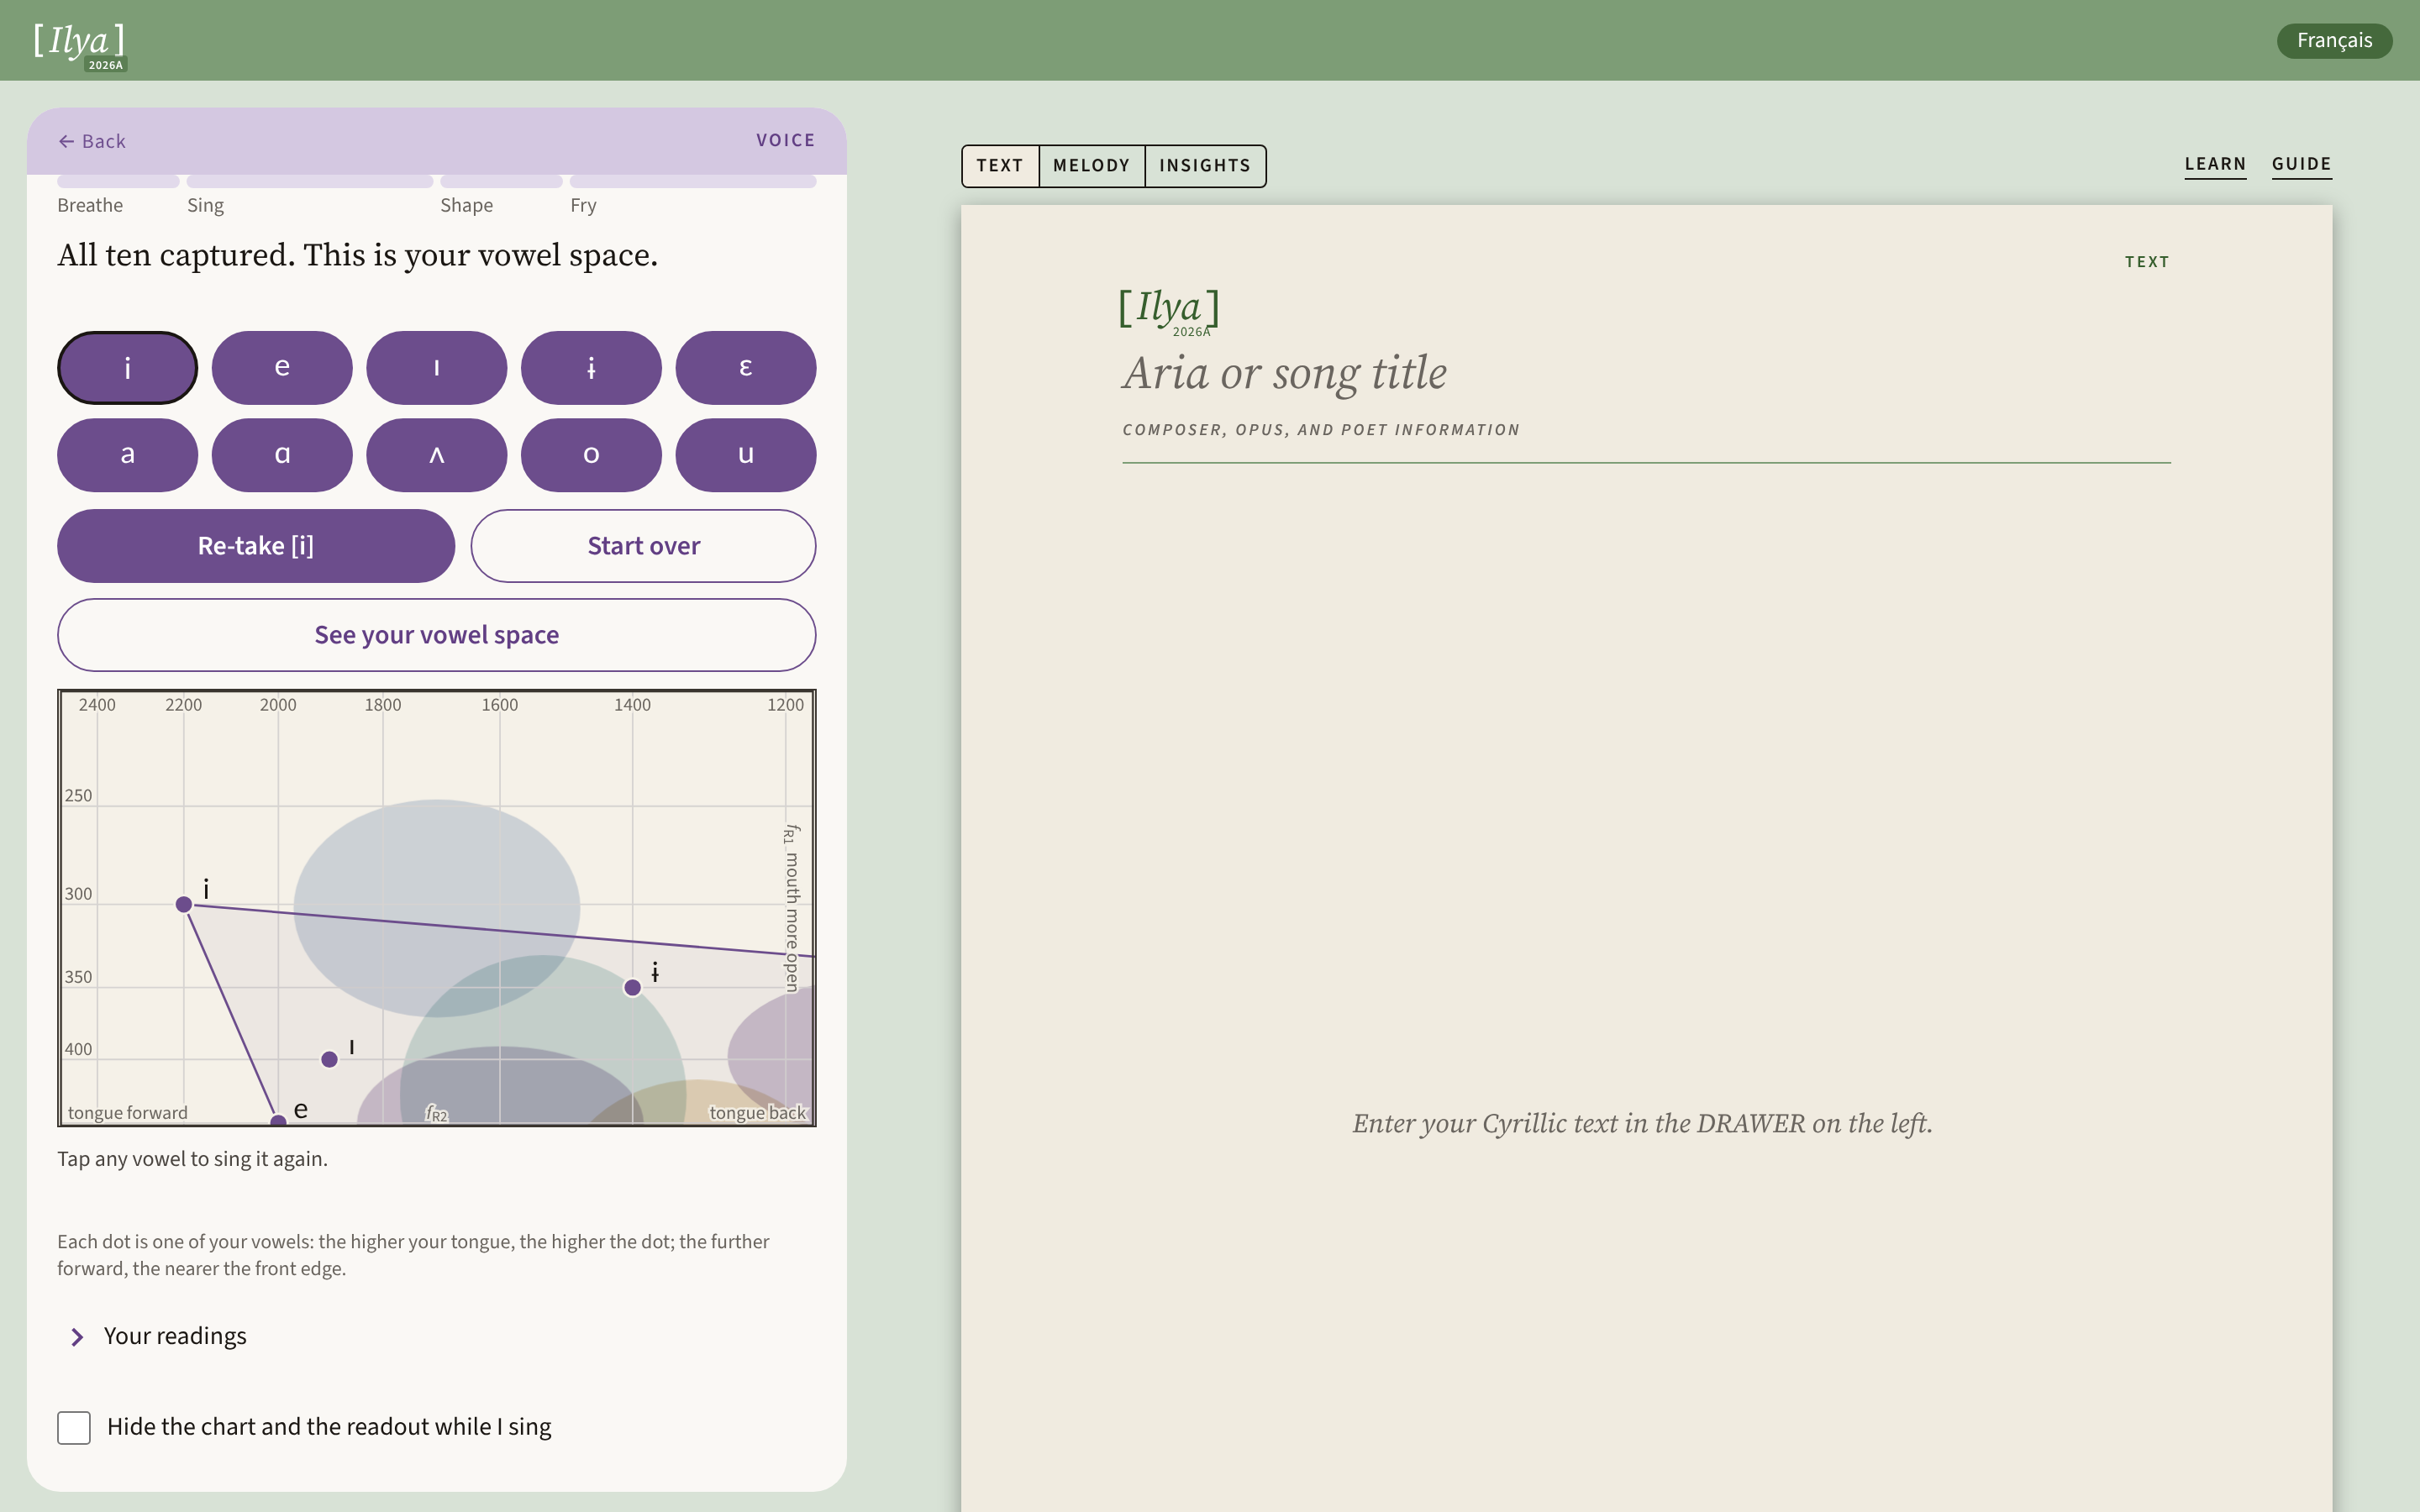 [Ilya]
2026A
Français
← Back
VOICE
Breathe
Sing
Shape
Fry
All ten captured. This is your vowel space.
i
e
ı
ɨ
ɛ
a
ɑ
ʌ
o
u
Re-take [i]
Start over
See your vowel space
2400
2200
2000
1800
1600
1400
1200
250
300
350
400
i
ɨ
ı
e
fR1 mouth more open
tongue forward
fR2
tongue back
Tap any vowel to sing it again.
Each dot is one of your vowels: the higher your tongue, the higher the dot; the further
forward, the nearer the front edge.
Your readings
Hide the chart and the readout while I sing
TEXT
MELODY
INSIGHTS
LEARN
GUIDE
TEXT
[Ilya]
2026A
Aria or song title
COMPOSER, OPUS, AND POET INFORMATION
Enter your Cyrillic text in the DRAWER on the left.